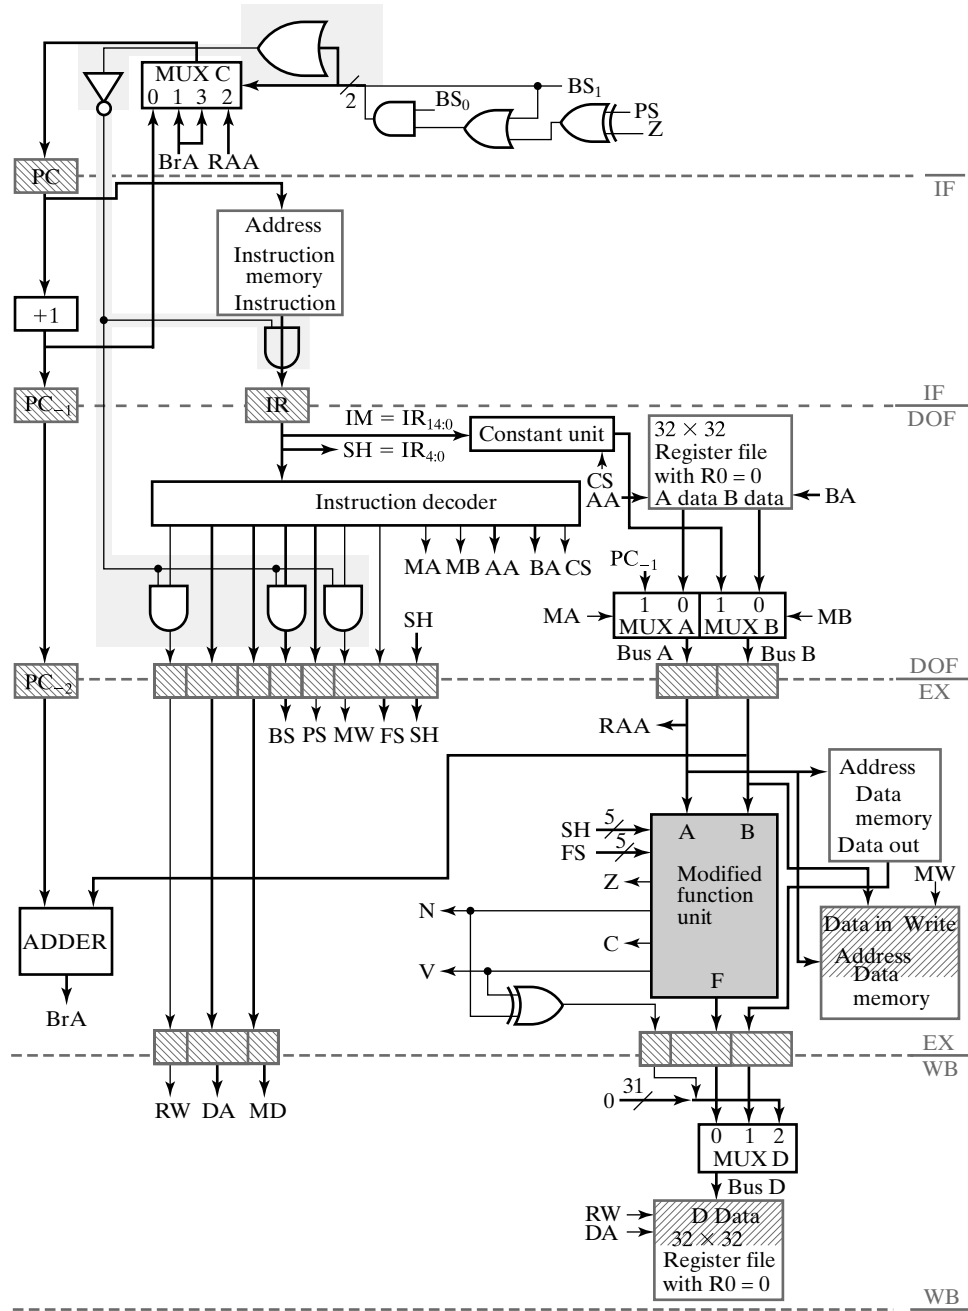 MUX C
0 1 3 2
2
BS₁
BS₀
PS
Z
BrA RAA
PC
IF
Address
Instruction
memory
Instruction
+1
PC₋₁
IR
IF
DOF
IM = IR₁₄:₀
SH = IR₄:₀
Constant unit
CS
32 × 32
Register file
with R0 = 0
A data B data
AA
BA
Instruction decoder
MA MB AA BA CS
PC₋₁
1 0 1 0
MUX A MUX B
MA
MB
SH
Bus A
Bus B
PC₋₂
DOF
EX
BS PS MW FS SH
RAA
Address
Data
memory
Data out
SH 5
FS 5
A B
Modified
function
unit
Z
N
C
V
F
MW
Data in Write
Address
Data
memory
ADDER
BrA
EX
WB
RW DA MD
0 31
0 1 2
MUX D
Bus D
RW
DA
D Data
32 × 32
Register file
with R0 = 0
WB